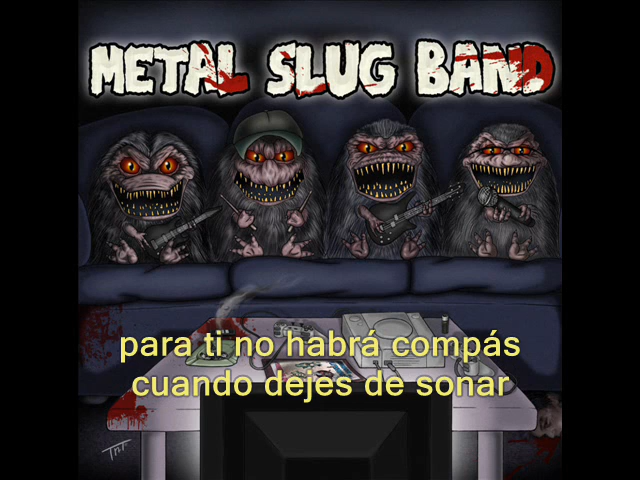 METAL SLUG BAND
para ti no habrá compás
cuando dejes de sonar